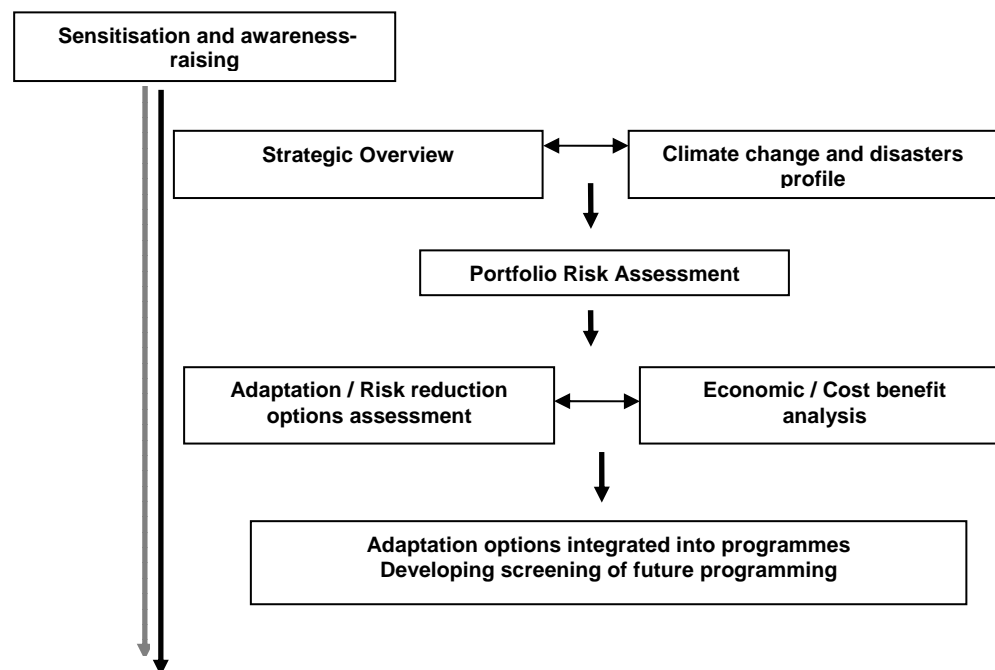 Sensitisation and awareness-
raising
Strategic Overview
Climate change and disasters
profile
Portfolio Risk Assessment
Adaptation / Risk reduction
options assessment
Economic / Cost benefit
analysis
Adaptation options integrated into programmes
Developing screening of future programming